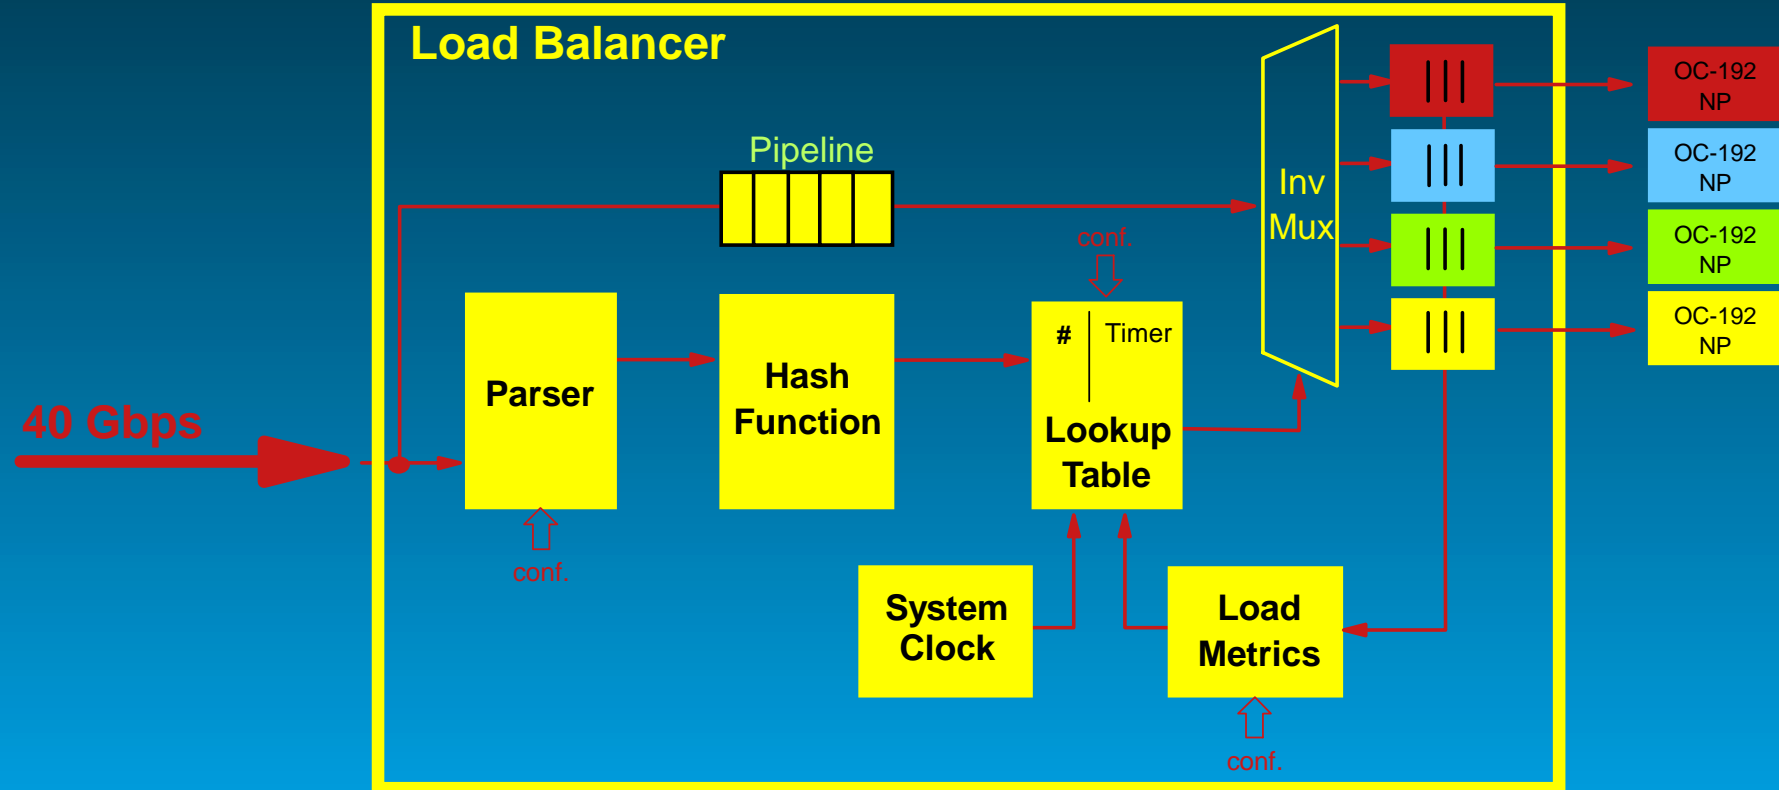 Load Balancer
OC-192
NP
Pipeline
OC-192
NP
Inv
Mux
conf.
OC-192
NP
# Timer
OC-192
NP
Parser
Hash
Function
40 Gbps
Lookup
Table
conf.
System
Clock
Load
Metrics
conf.